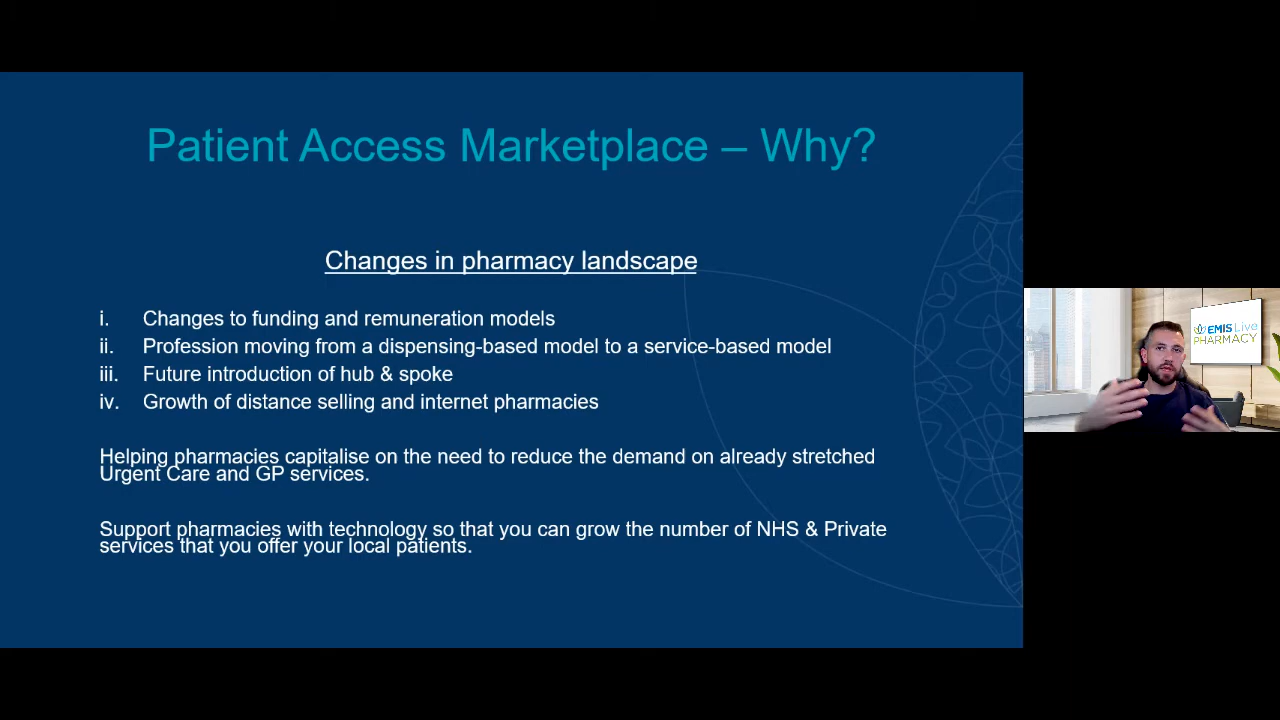 Patient Access Marketplace – Why?
Changes in pharmacy landscape
i. Changes to funding and remuneration models
ii. Profession moving from a dispensing-based model to a service-based model
iii. Future introduction of hub & spoke
iv. Growth of distance selling and internet pharmacies
Helping pharmacies capitalise on the need to reduce the demand on already stretched
Urgent Care and GP services.
Support pharmacies with technology so that you can grow the number of NHS & Private
services that you offer your local patients.
EMIS Live
PHARMACY